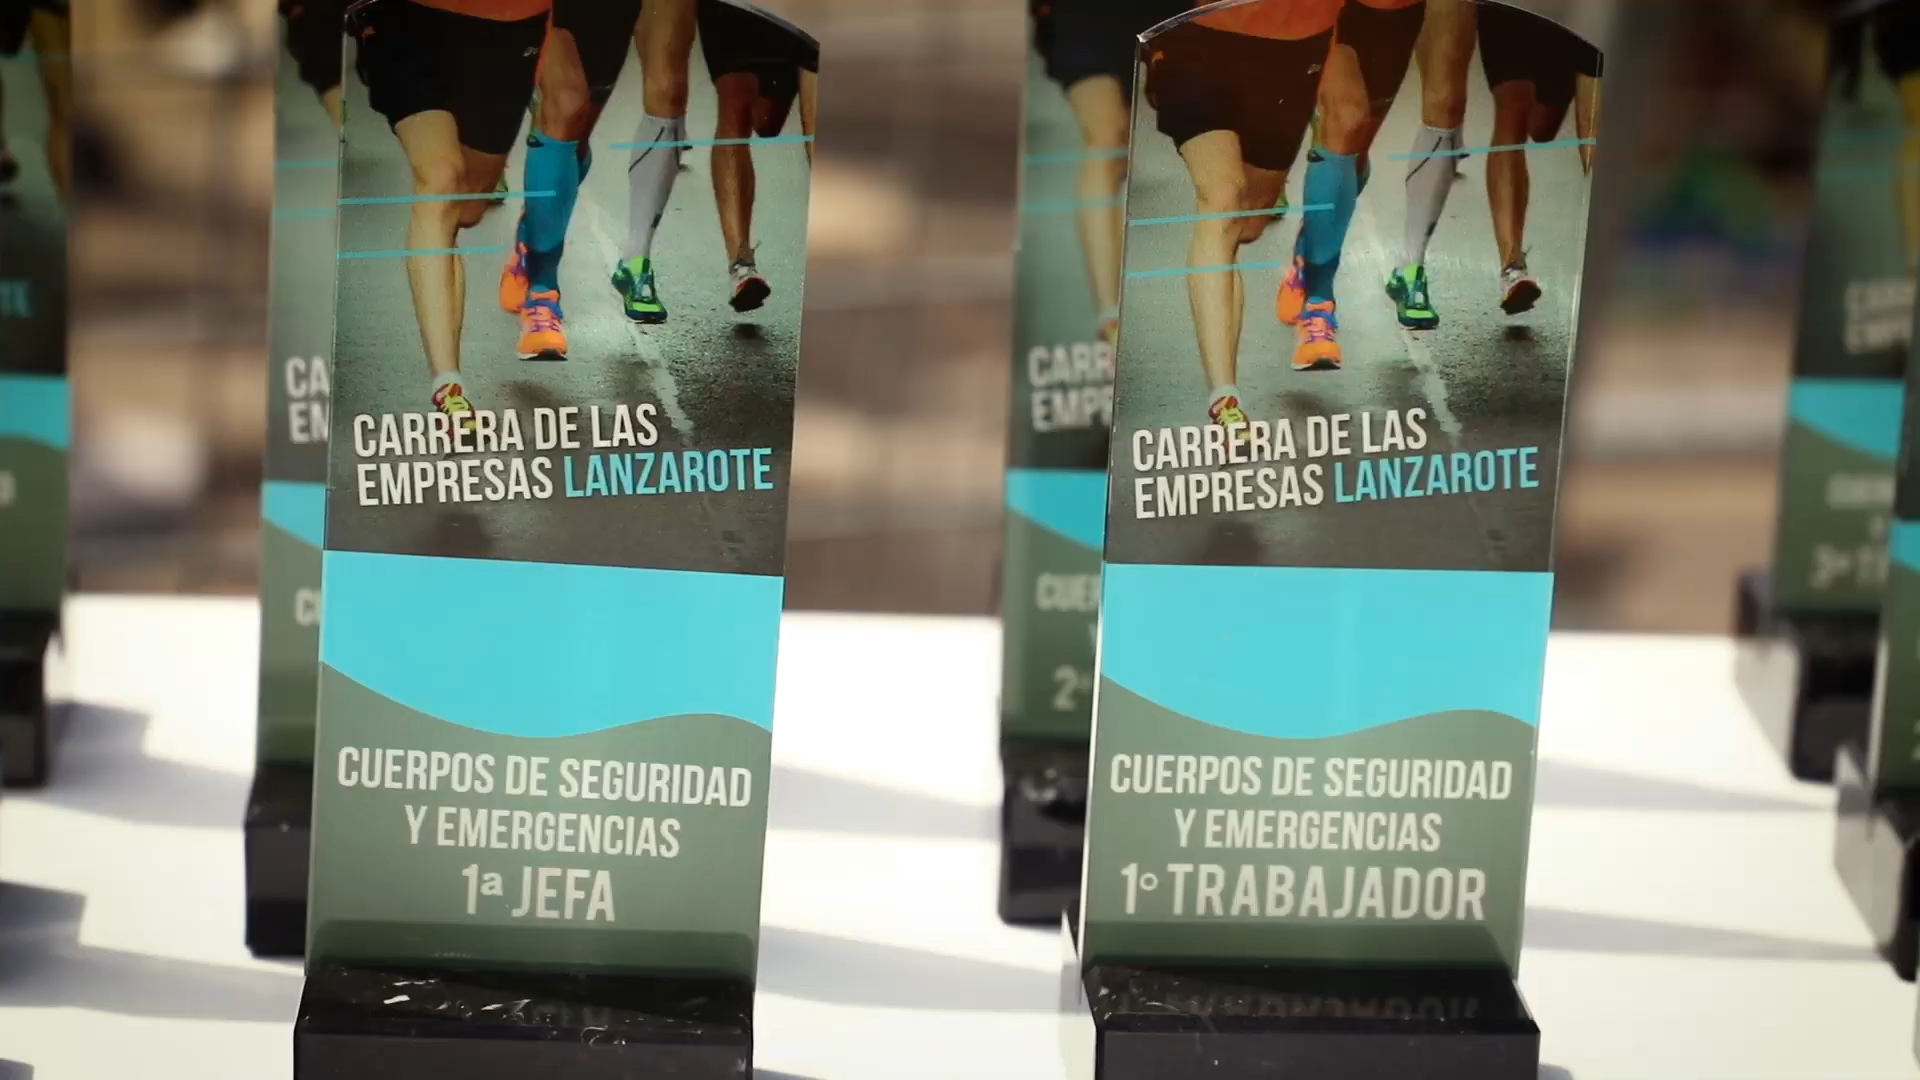 CARRERA DE LAS
EMPRESAS LANZAROTE
CUERPOS DE SEGURIDAD
Y EMERGENCIAS
1ª JEFA
CARRERA DE LAS
EMPRESAS LANZAROTE
CUERPOS DE SEGURIDAD
Y EMERGENCIAS
1º TRABAJADOR